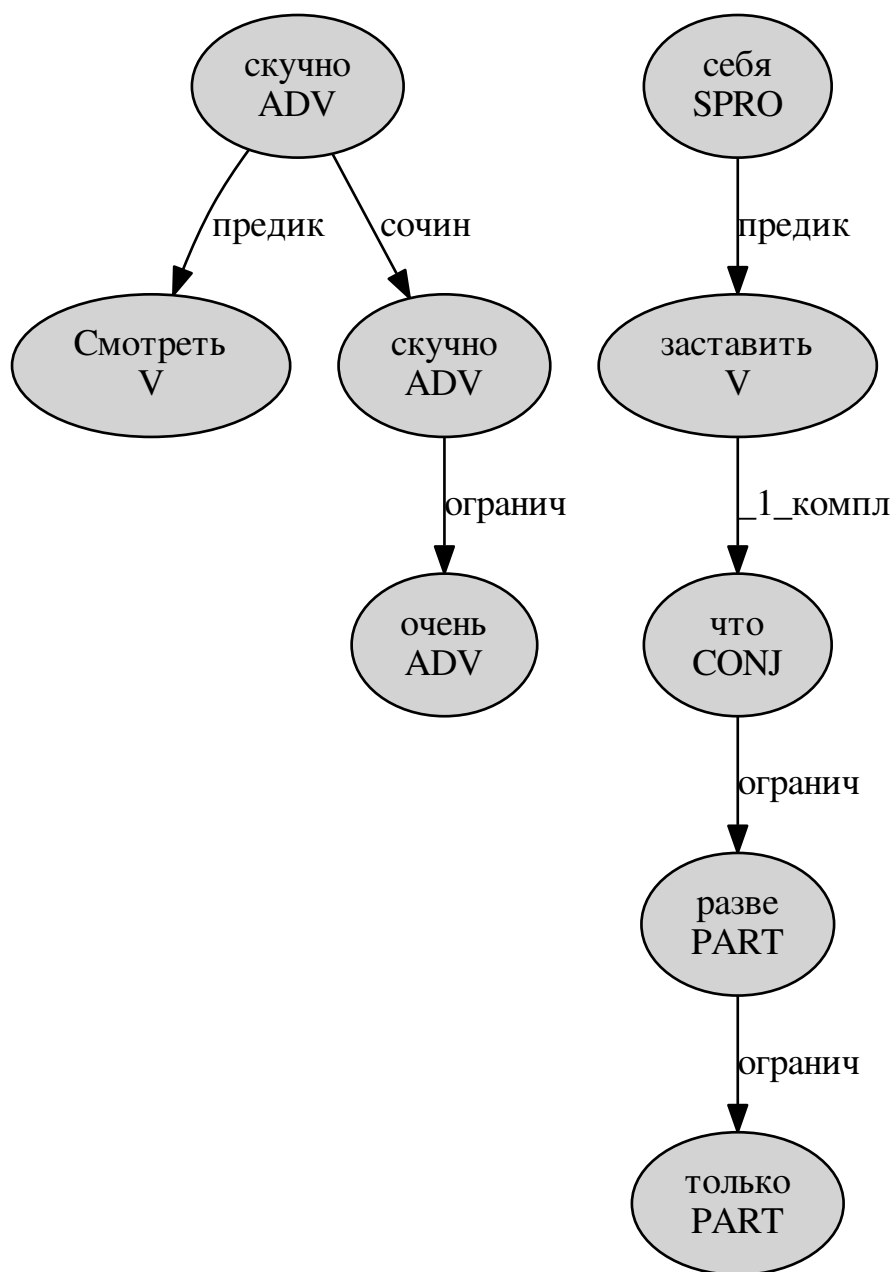 скучно
ADV
себя
SPRO
предик
сочин
предик
Смотреть
V
скучно
ADV
заставить
V
огранич
_1_компл
очень
ADV
что
CONJ
огранич
разве
PART
огранич
только
PART